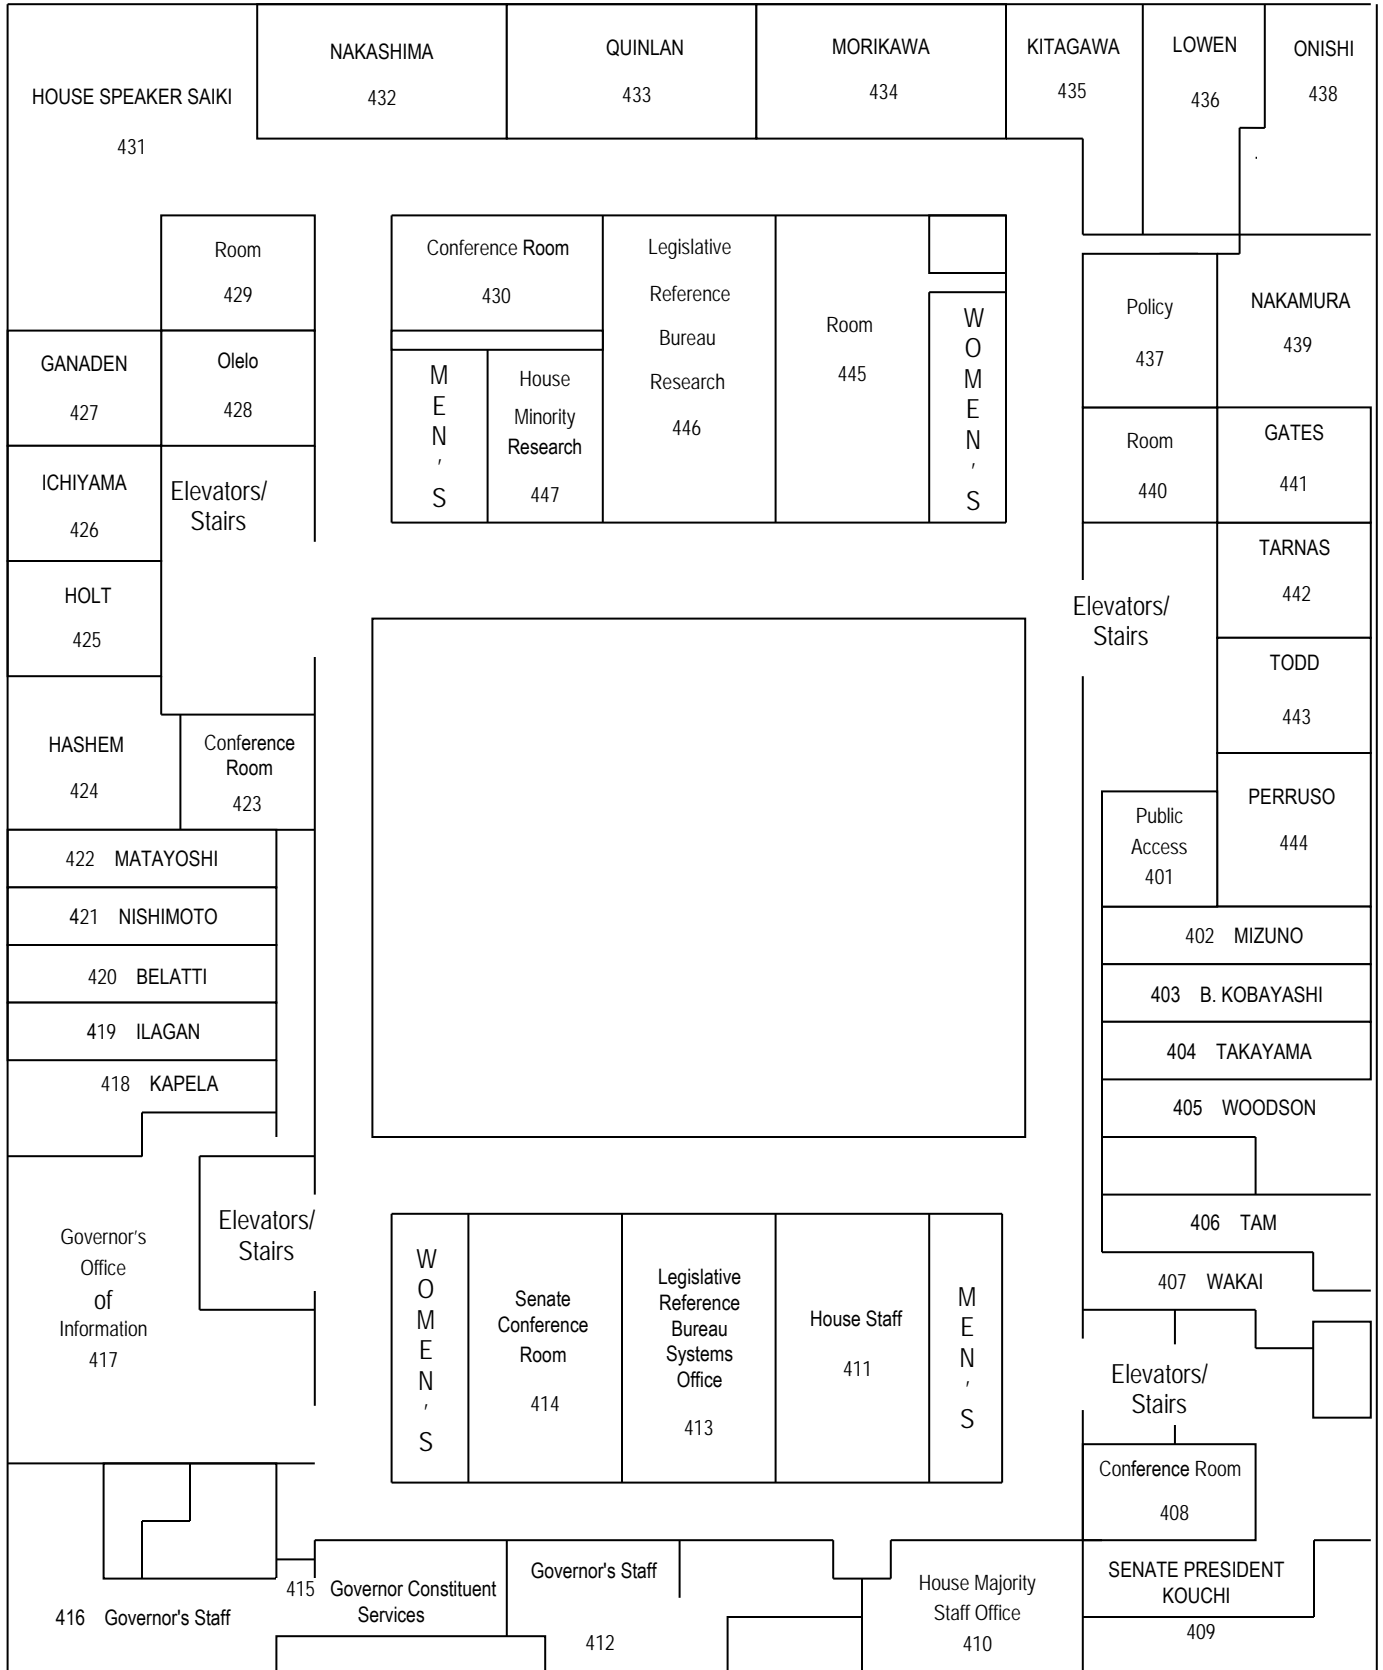 HOUSE SPEAKER SAIKI
431
NAKASHIMA
432
QUINLAN
433
MORIKAWA
434
KITAGAWA
435
LOWEN
436
ONISHI
438
Room
429
Conference Room
430
Legislative
Reference
Bureau
Research
446
Room
445
WOMEN'S
Policy
437
NAKAMURA
439
GANADEN
427
Olelo
428
MEN'S
House
Minority
Research
447
Room
440
GATES
441
ICHIYAMA
426
Elevators/
Stairs
TARNAS
442
HOLT
425
Elevators/
Stairs
TODD
443
HASHEM
424
Conference
Room
423
Public
Access
401
PERRUSO
444
422 MATAYOSHI
421 NISHIMOTO
420 BELATTI
419 ILAGAN
418 KAPELA
402 MIZUNO
403 B. KOBAYASHI
404 TAKAYAMA
405 WOODSON
406 TAM
407 WAKAI
Governor's
Office
of
Information
417
Elevators/
Stairs
WOMEN'S
Senate
Conference
Room
414
Legislative
Reference
Bureau
Systems
Office
413
House Staff
411
MEN'S
Elevators/
Stairs
Conference Room
408
416 Governor's Staff
415 Governor Constituent
Services
Governor's Staff
412
House Majority
Staff Office
410
SENATE PRESIDENT
KOUCHI
409